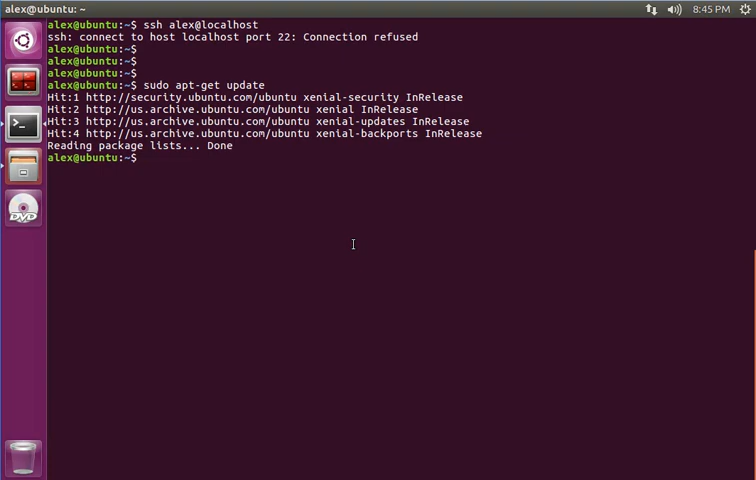 alex@ubuntu: ~
8:45 PM
alex@ubuntu:~$ ssh alex@localhost
ssh: connect to host localhost port 22: Connection refused
alex@ubuntu:~$
alex@ubuntu:~$
alex@ubuntu:~$
alex@ubuntu:~$ sudo apt-get update
Hit:1 http://security.ubuntu.com/ubuntu xenial-security InRelease
Hit:2 http://us.archive.ubuntu.com/ubuntu xenial InRelease
Hit:3 http://us.archive.ubuntu.com/ubuntu xenial-updates InRelease
Hit:4 http://us.archive.ubuntu.com/ubuntu xenial-backports InRelease
Reading package lists... Done
alex@ubuntu:~$
>_
DVD